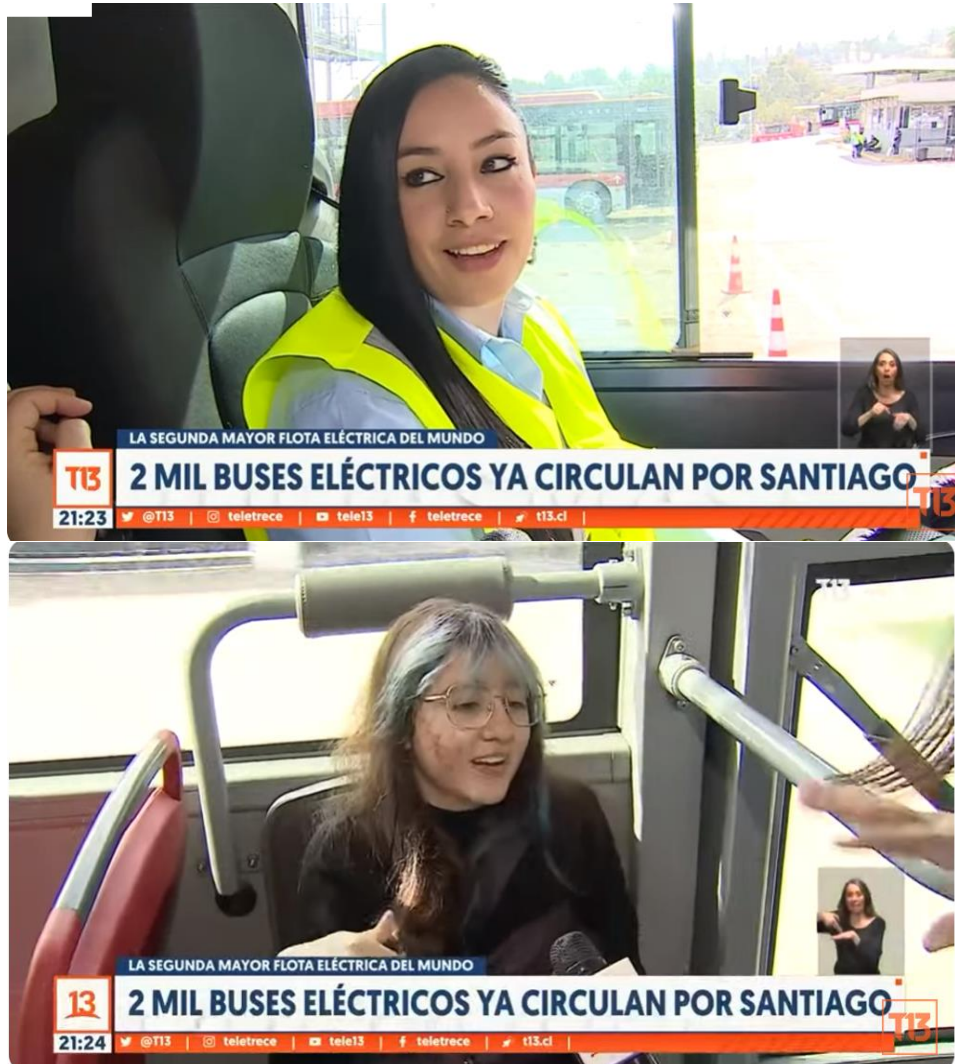 LA SEGUNDA MAYOR FLOTA ELÉCTRICA DEL MUNDO
T13 2 MIL BUSES ELÉCTRICOS YA CIRCULAN POR SANTIAGO T13
21:23 @T13 | teletrece | tele13 | teletrece | t13.cl |
T13
LA SEGUNDA MAYOR FLOTA ELÉCTRICA DEL MUNDO
13 2 MIL BUSES ELÉCTRICOS YA CIRCULAN POR SANTIAGO T13
21:24 @T13 | teletrece | tele13 | teletrece | t13.cl |